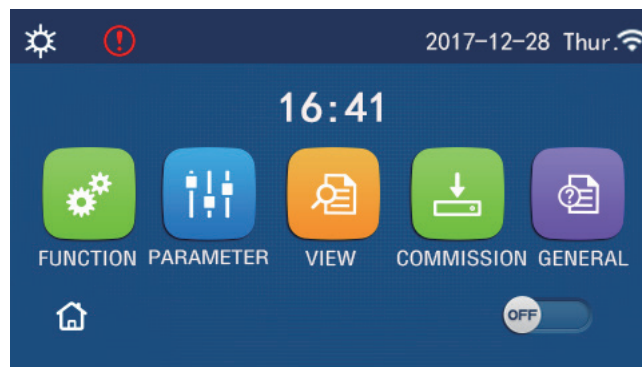 2017-12-28 Thur.
16:41
FUNCTION PARAMETER VIEW COMMISSION GENERAL
OFF